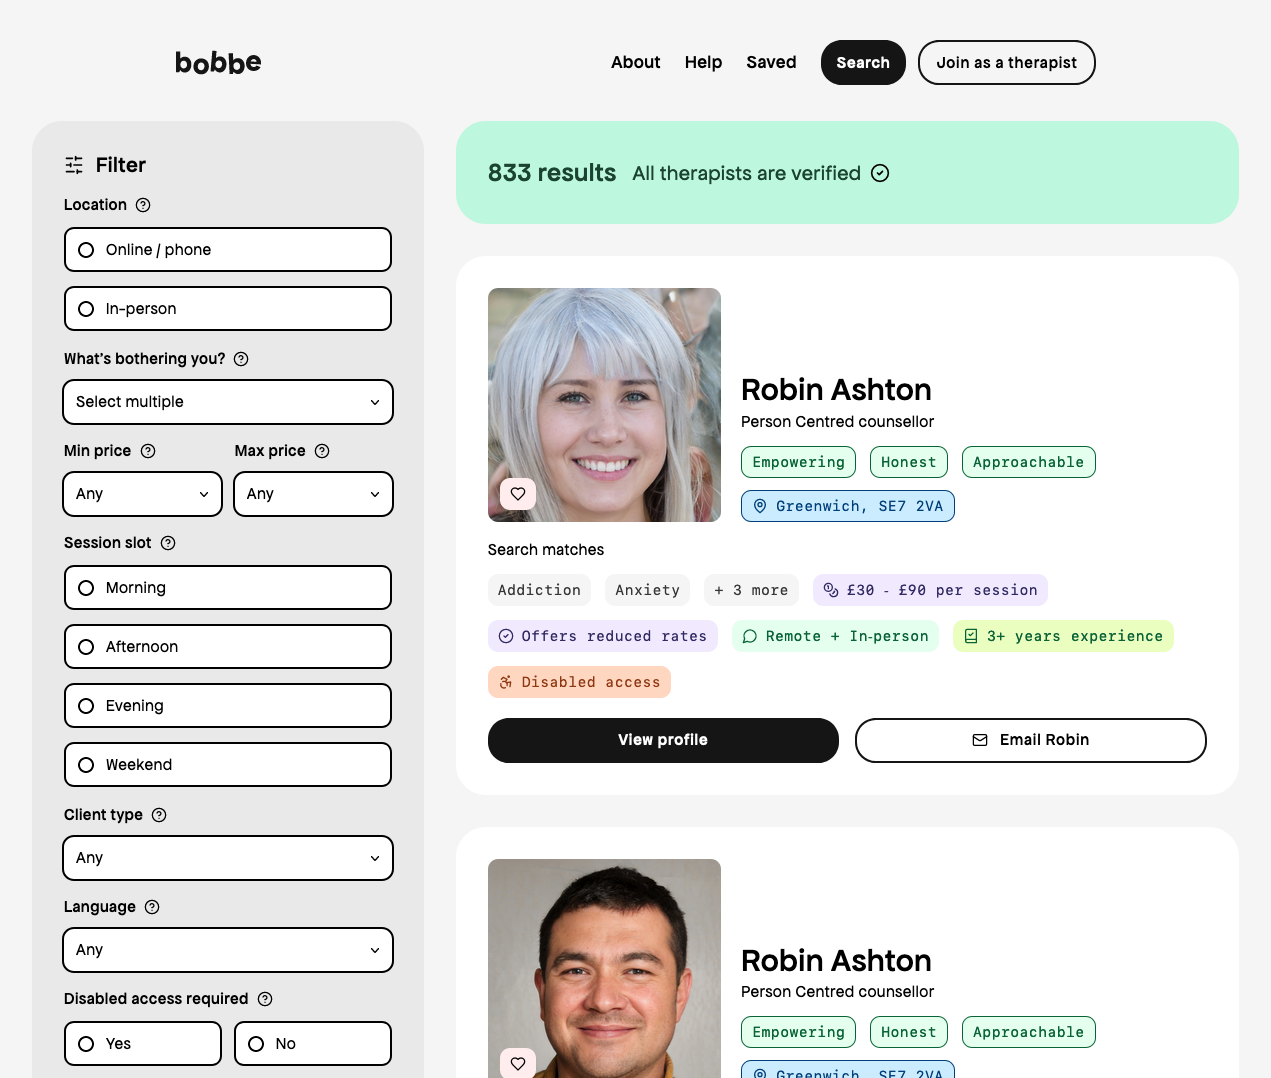 bobbe
About Help Saved Search Join as a therapist
Filter
Location
Online / phone
In-person
What's bothering you?
Select multiple
Min price Max price
Any Any
Session slot
Morning
Afternoon
Evening
Weekend
Client type
Any
Language
Any
Disabled access required
Yes No
833 results All therapists are verified
Robin Ashton
Person Centred counsellor
Empowering Honest Approachable
Greenwich, SE7 2VA
Search matches
Addiction Anxiety + 3 more £30 - £90 per session
Offers reduced rates Remote + In-person 3+ years experience
Disabled access
View profile Email Robin
Robin Ashton
Person Centred counsellor
Empowering Honest Approachable
Greenwich, SE7 2VA